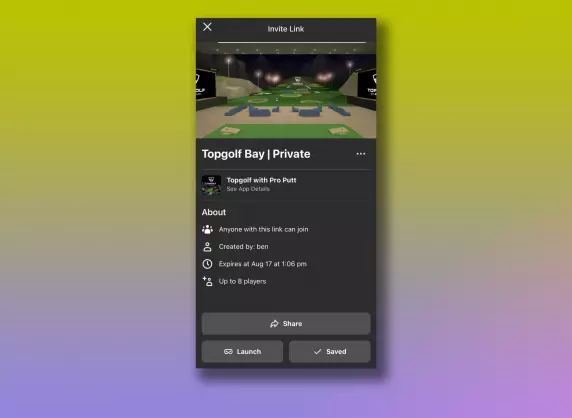 Invite Link
TOPGOLF
Topgolf Bay | Private
Topgolf with Pro Putt
See App Details
About
Anyone with this link can join
Created by: ben
Expires at Aug 17 at 1:06 pm
Up to 8 players
Share
Launch
Saved